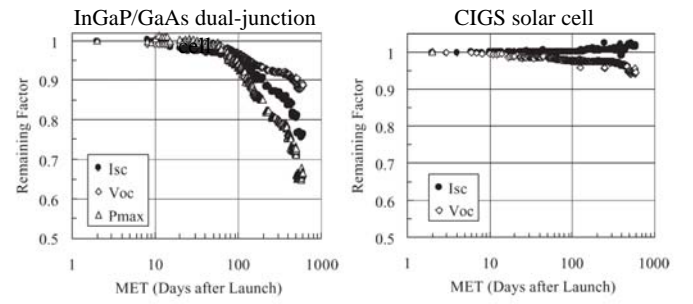 InGaP/GaAs dual-junction
cell
CIGS solar cell
Remaining Factor
1
0.9
0.8
0.7
0.6
0.5
Isc
Voc
Pmax
1
10
100
1000
MET (Days after Launch)
Remaining Factor
1
0.9
0.8
0.7
0.6
0.5
Isc
Voc
1
10
100
1000
MET (Days after Launch)